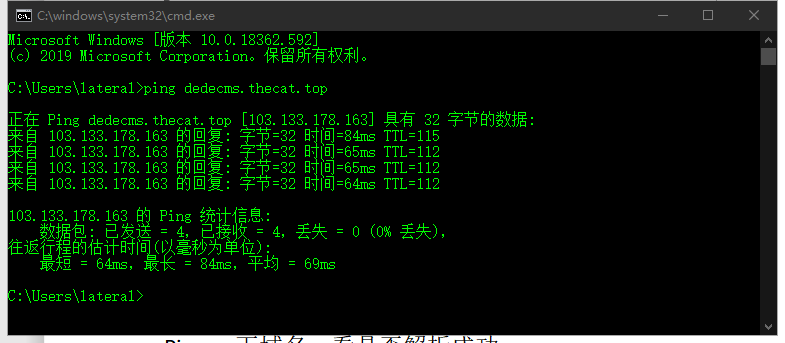 C:\windows\system32\cmd.exe
Microsoft Windows [版本 10.0.18362.592]
(c) 2019 Microsoft Corporation。保留所有权利。
C:\Users\lateral>ping dedecms.thecat.top
正在 Ping dedecms.thecat.top [103.133.178.163] 具有 32 字节的数据:
来自 103.133.178.163 的回复: 字节=32 时间=84ms TTL=115
来自 103.133.178.163 的回复: 字节=32 时间=65ms TTL=112
来自 103.133.178.163 的回复: 字节=32 时间=65ms TTL=112
来自 103.133.178.163 的回复: 字节=32 时间=64ms TTL=112
103.133.178.163 的 Ping 统计信息:
数据包: 已发送 = 4，已接收 = 4，丢失 = 0 (0% 丢失)，
往返行程的估计时间(以毫秒为单位):
最短 = 64ms，最长 = 84ms，平均 = 69ms
C:\Users\lateral>